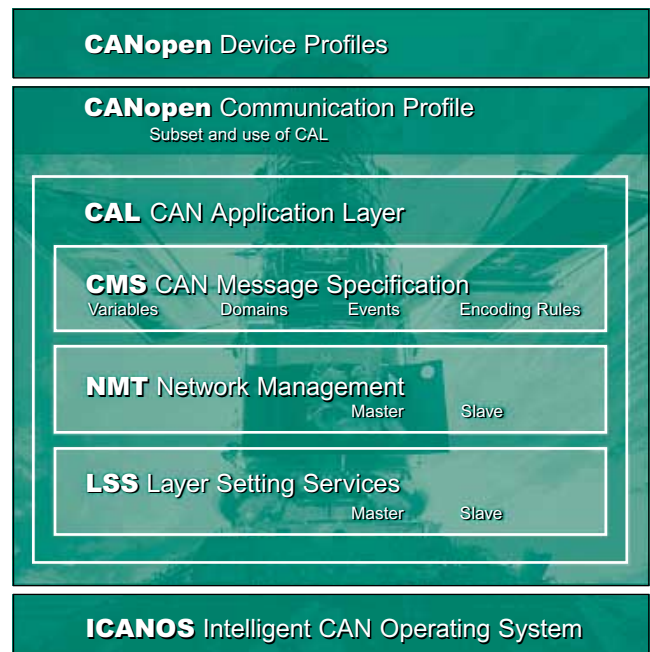 CANopen Device Profiles
CANopen Communication Profile
Subset and use of CAL
CAL CAN Application Layer
CMS CAN Message Specification
Variables Domains Events Encoding Rules
NMT Network Management
Master Slave
LSS Layer Setting Services
Master Slave
ICANOS Intelligent CAN Operating System